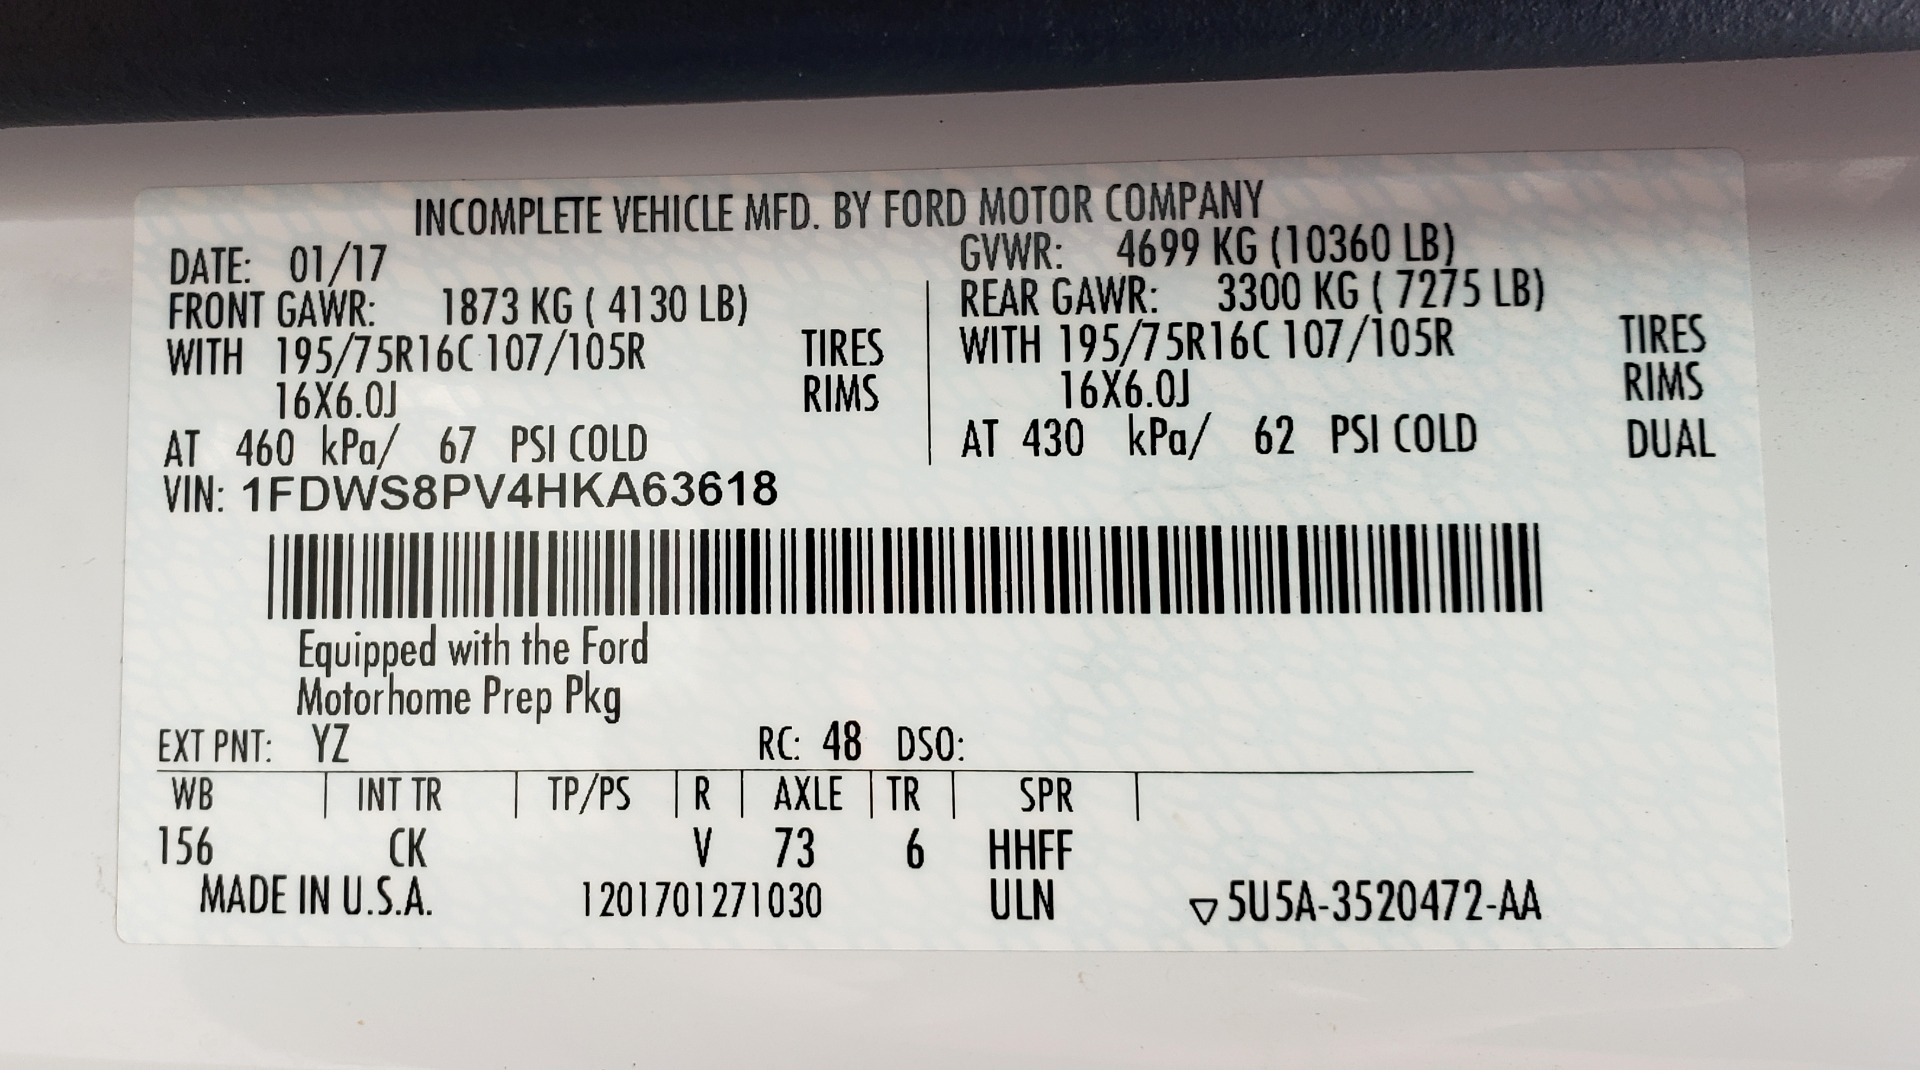 INCOMPLETE VEHICLE MFD. BY FORD MOTOR COMPANY
DATE: 01/17 GVWR: 4699 KG (10360 LB)
FRONT GAWR: 1873 KG ( 4130 LB) REAR GAWR: 3300 KG ( 7275 LB)
WITH 195/75R16C 107/105R TIRES WITH 195/75R16C 107/105R TIRES
16X6.0J RIMS 16X6.0J RIMS
AT 460 kPa/ 67 PSI COLD AT 430 kPa/ 62 PSI COLD DUAL
VIN: 1FDWS8PV4HKA63618
Equipped with the Ford
Motorhome Prep Pkg
EXT PNT: YZ RC: 48 DSO:
WB | INT TR | TP/PS | R | AXLE | TR | SPR |
156 CK V 73 6 HHFF
MADE IN U.S.A. 1201701271030 ULN ▽5U5A-3520472-AA